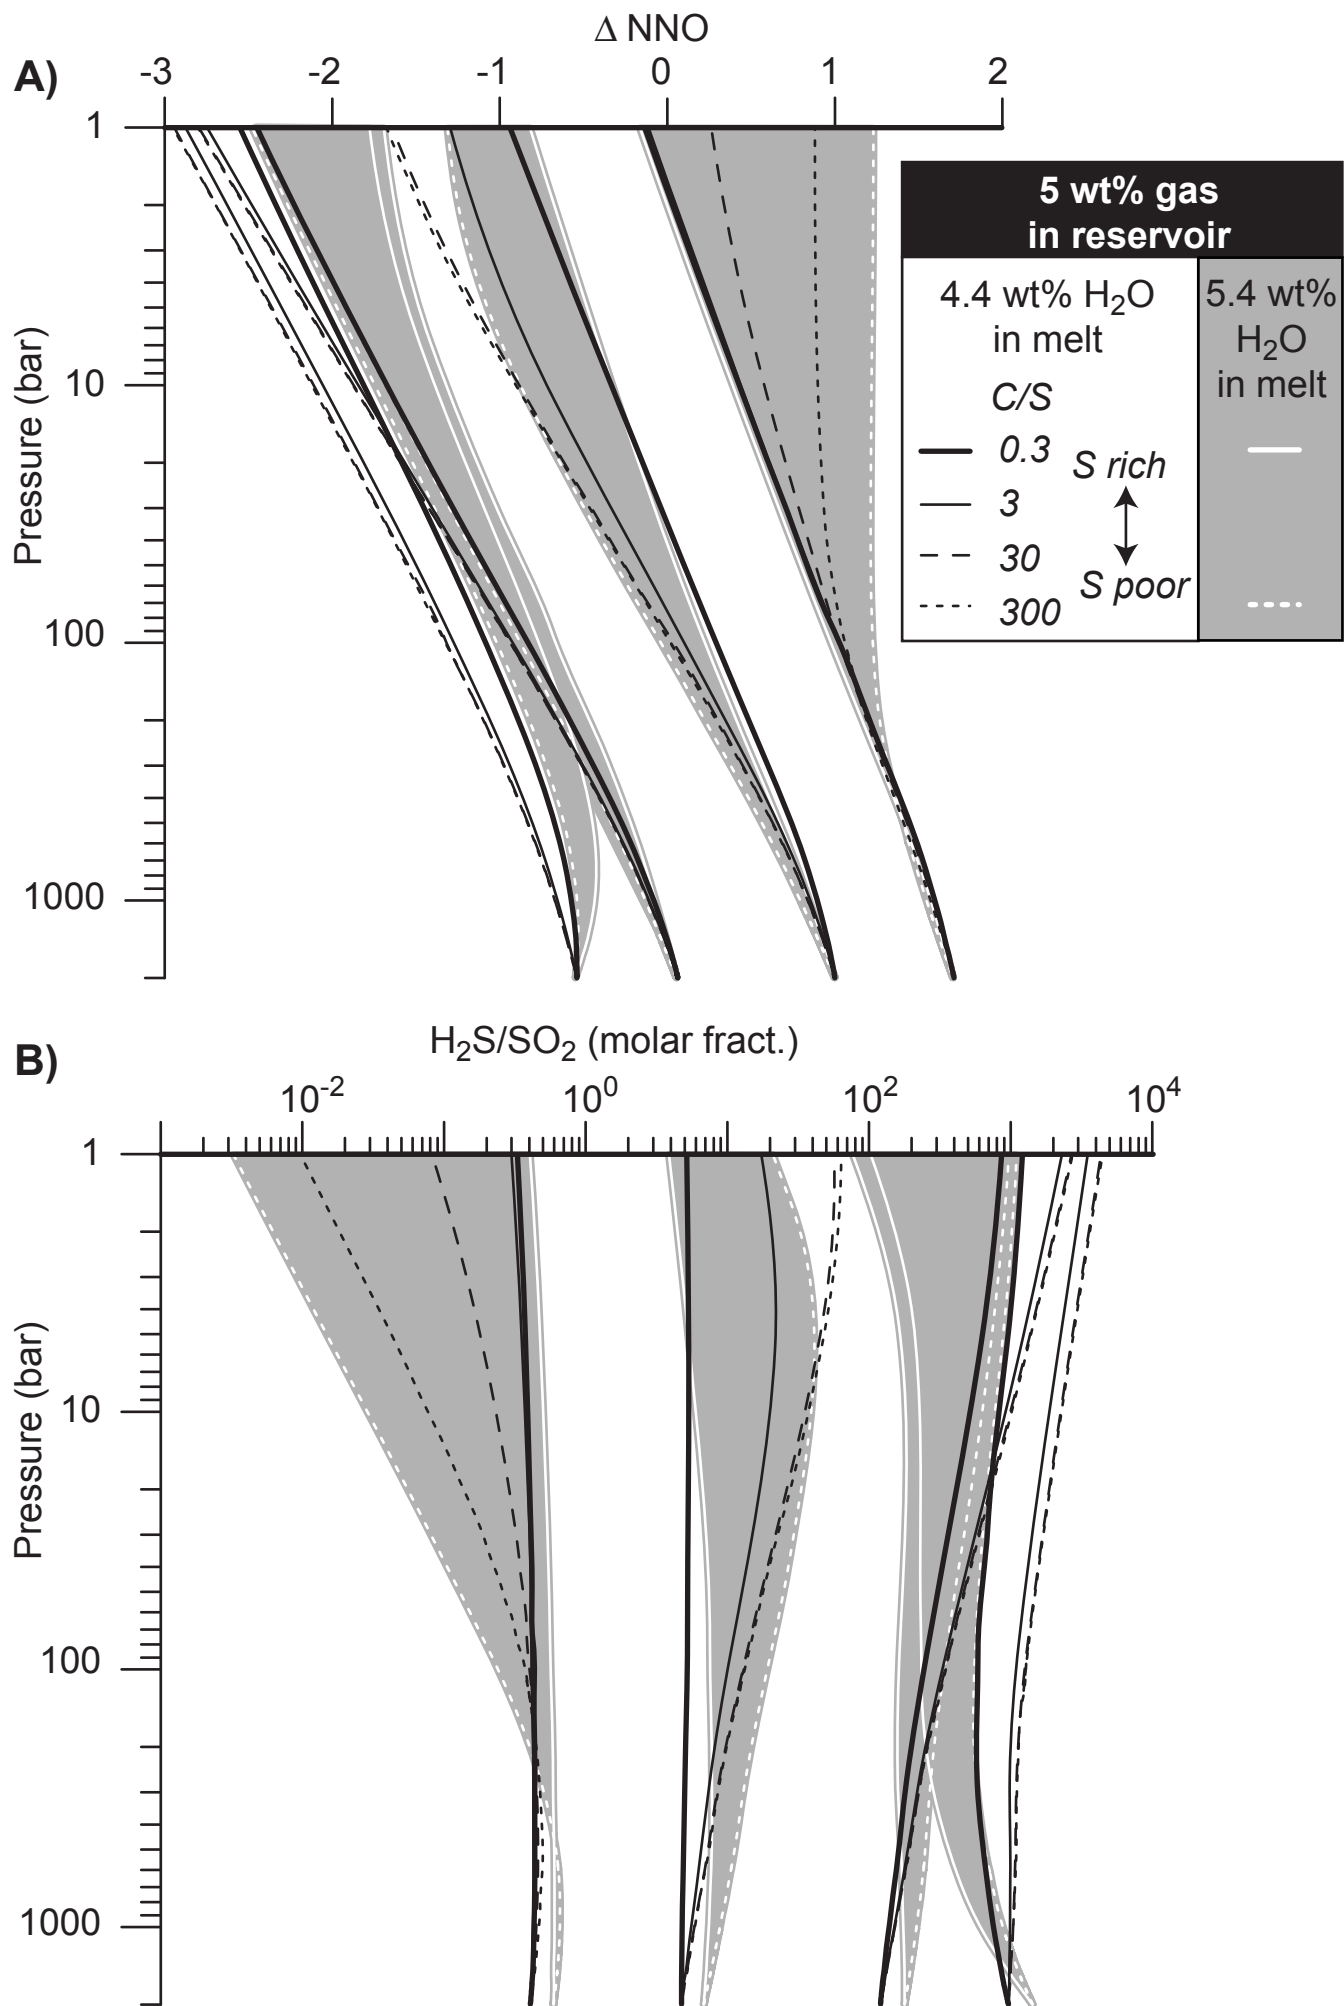 Δ NNO
A)
-3 -2 -1 0 1 2
1
10
100
1000
Pressure (bar)
5 wt% gas
in reservoir
4.4 wt% H₂O
in melt
C/S
0.3
3
30
300
S rich
S poor
5.4 wt%
H₂O
in melt
B)
H₂S/SO₂ (molar fract.)
10⁻² 10⁰ 10² 10⁴
1
10
100
1000
Pressure (bar)